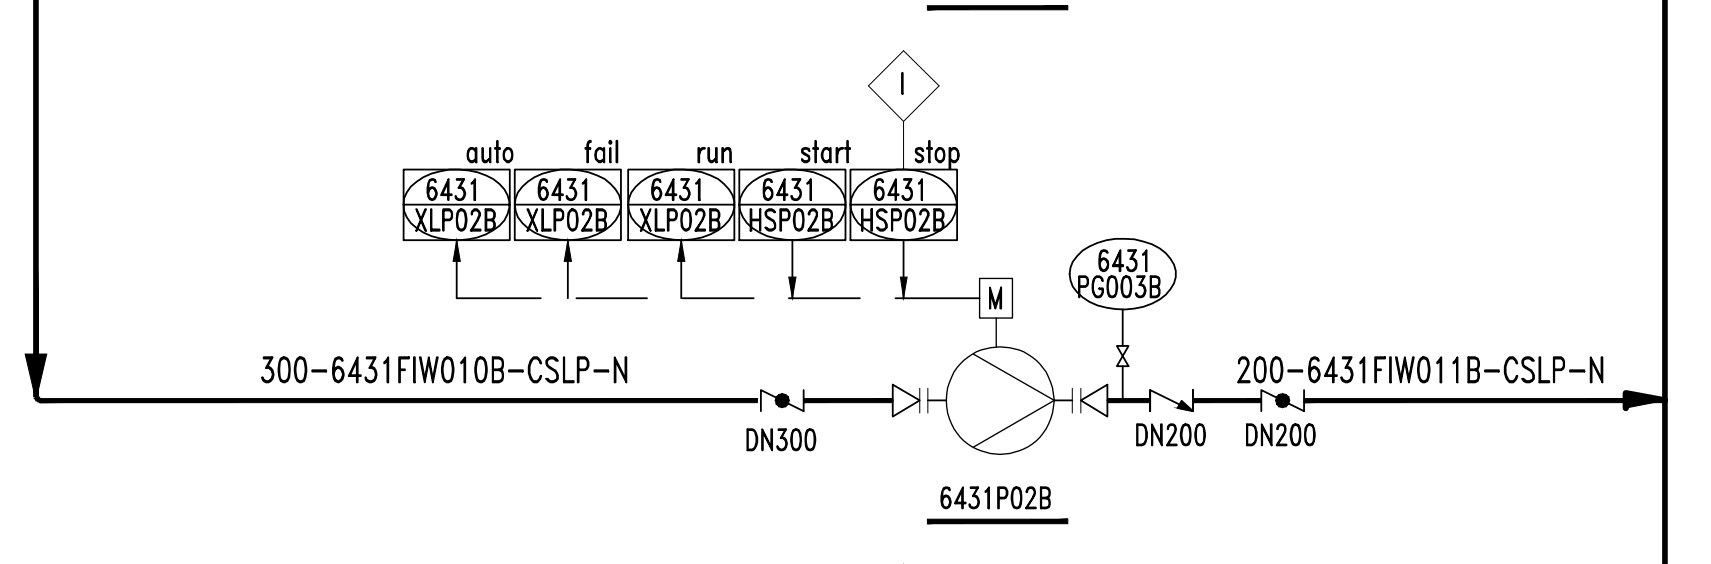 I
auto fail run start stop
6431 6431 6431 6431 6431
XLP02B XLP02B XLP02B HSP02B HSP02B
6431
PG003B
M
300-6431FIW010B-CSLP-N
200-6431FIW011B-CSLP-N
DN300
DN200 DN200
6431P02B